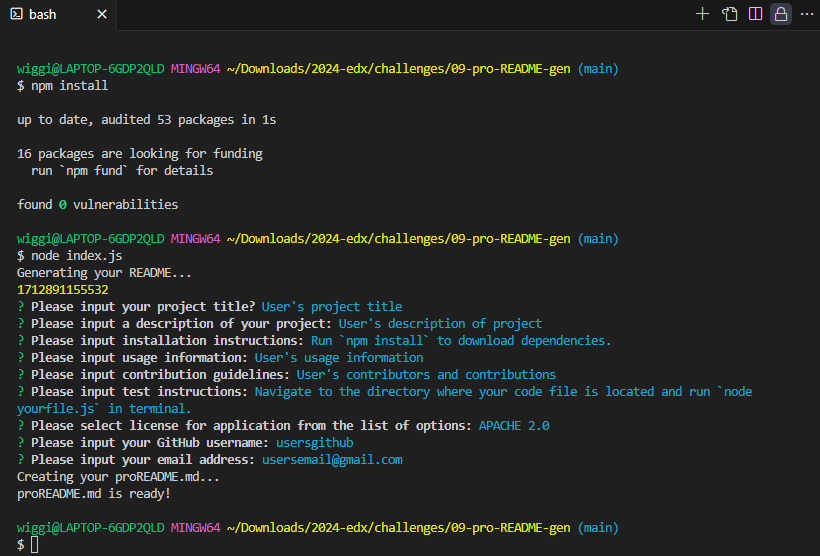 bash
wiggi@LAPTOP-6GDP2QLD MINGW64 ~/Downloads/2024-edx/challenges/09-pro-README-gen (main)
$ npm install
up to date, audited 53 packages in 1s
16 packages are looking for funding
  run `npm fund` for details
found 0 vulnerabilities
wiggi@LAPTOP-6GDP2QLD MINGW64 ~/Downloads/2024-edx/challenges/09-pro-README-gen (main)
$ node index.js
Generating your README...
1712891155532
? Please input your project title? User's project title
? Please input a description of your project: User's description of project
? Please input installation instructions: Run `npm install` to download dependencies.
? Please input usage information: User's usage information
? Please input contribution guidelines: User's contributors and contributions
? Please input test instructions: Navigate to the directory where your code file is located and run `node
yourfile.js` in terminal.
? Please select license for application from the list of options: APACHE 2.0
? Please input your GitHub username: usersgithub
? Please input your email address: usersemail@gmail.com
Creating your proREADME.md...
proREADME.md is ready!
wiggi@LAPTOP-6GDP2QLD MINGW64 ~/Downloads/2024-edx/challenges/09-pro-README-gen (main)
$